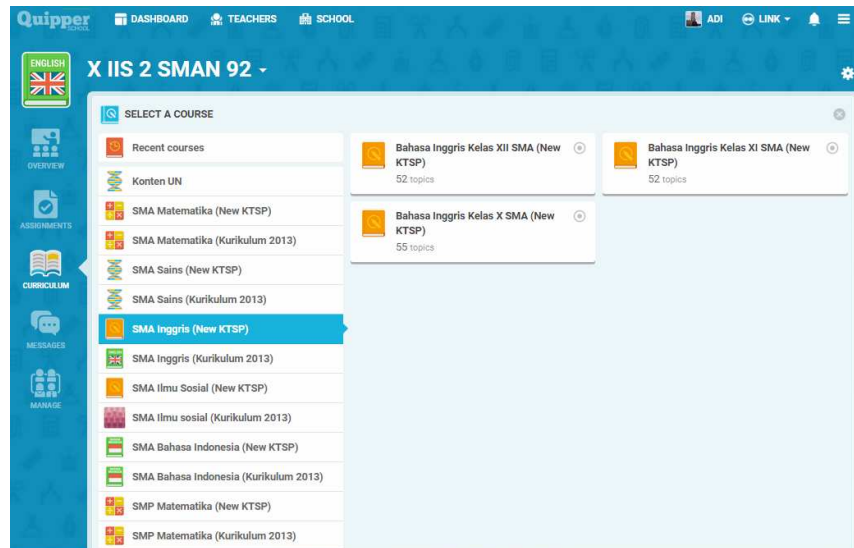 Quipper
SCHOOL
DASHBOARD
TEACHERS
SCHOOL
ADI
LINK
ENGLISH
X IIS 2 SMAN 92
SELECT A COURSE
OVERVIEW
ASSIGNMENTS
CURRICULUM
MESSAGES
MANAGE
Recent courses
Konten UN
SMA Matematika (New KTSP)
SMA Matematika (Kurikulum 2013)
SMA Sains (New KTSP)
SMA Sains (Kurikulum 2013)
SMA Inggris (New KTSP)
SMA Inggris (Kurikulum 2013)
SMA Ilmu Sosial (New KTSP)
SMA Ilmu sosial (Kurikulum 2013)
SMA Bahasa Indonesia (New KTSP)
SMA Bahasa Indonesia (Kurikulum 2013)
SMP Matematika (New KTSP)
SMP Matematika (Kurikulum 2013)
Bahasa Inggris Kelas XII SMA (New
KTSP)
52 topics
Bahasa Inggris Kelas XI SMA (New
KTSP)
52 topics
Bahasa Inggris Kelas X SMA (New
KTSP)
55 topics